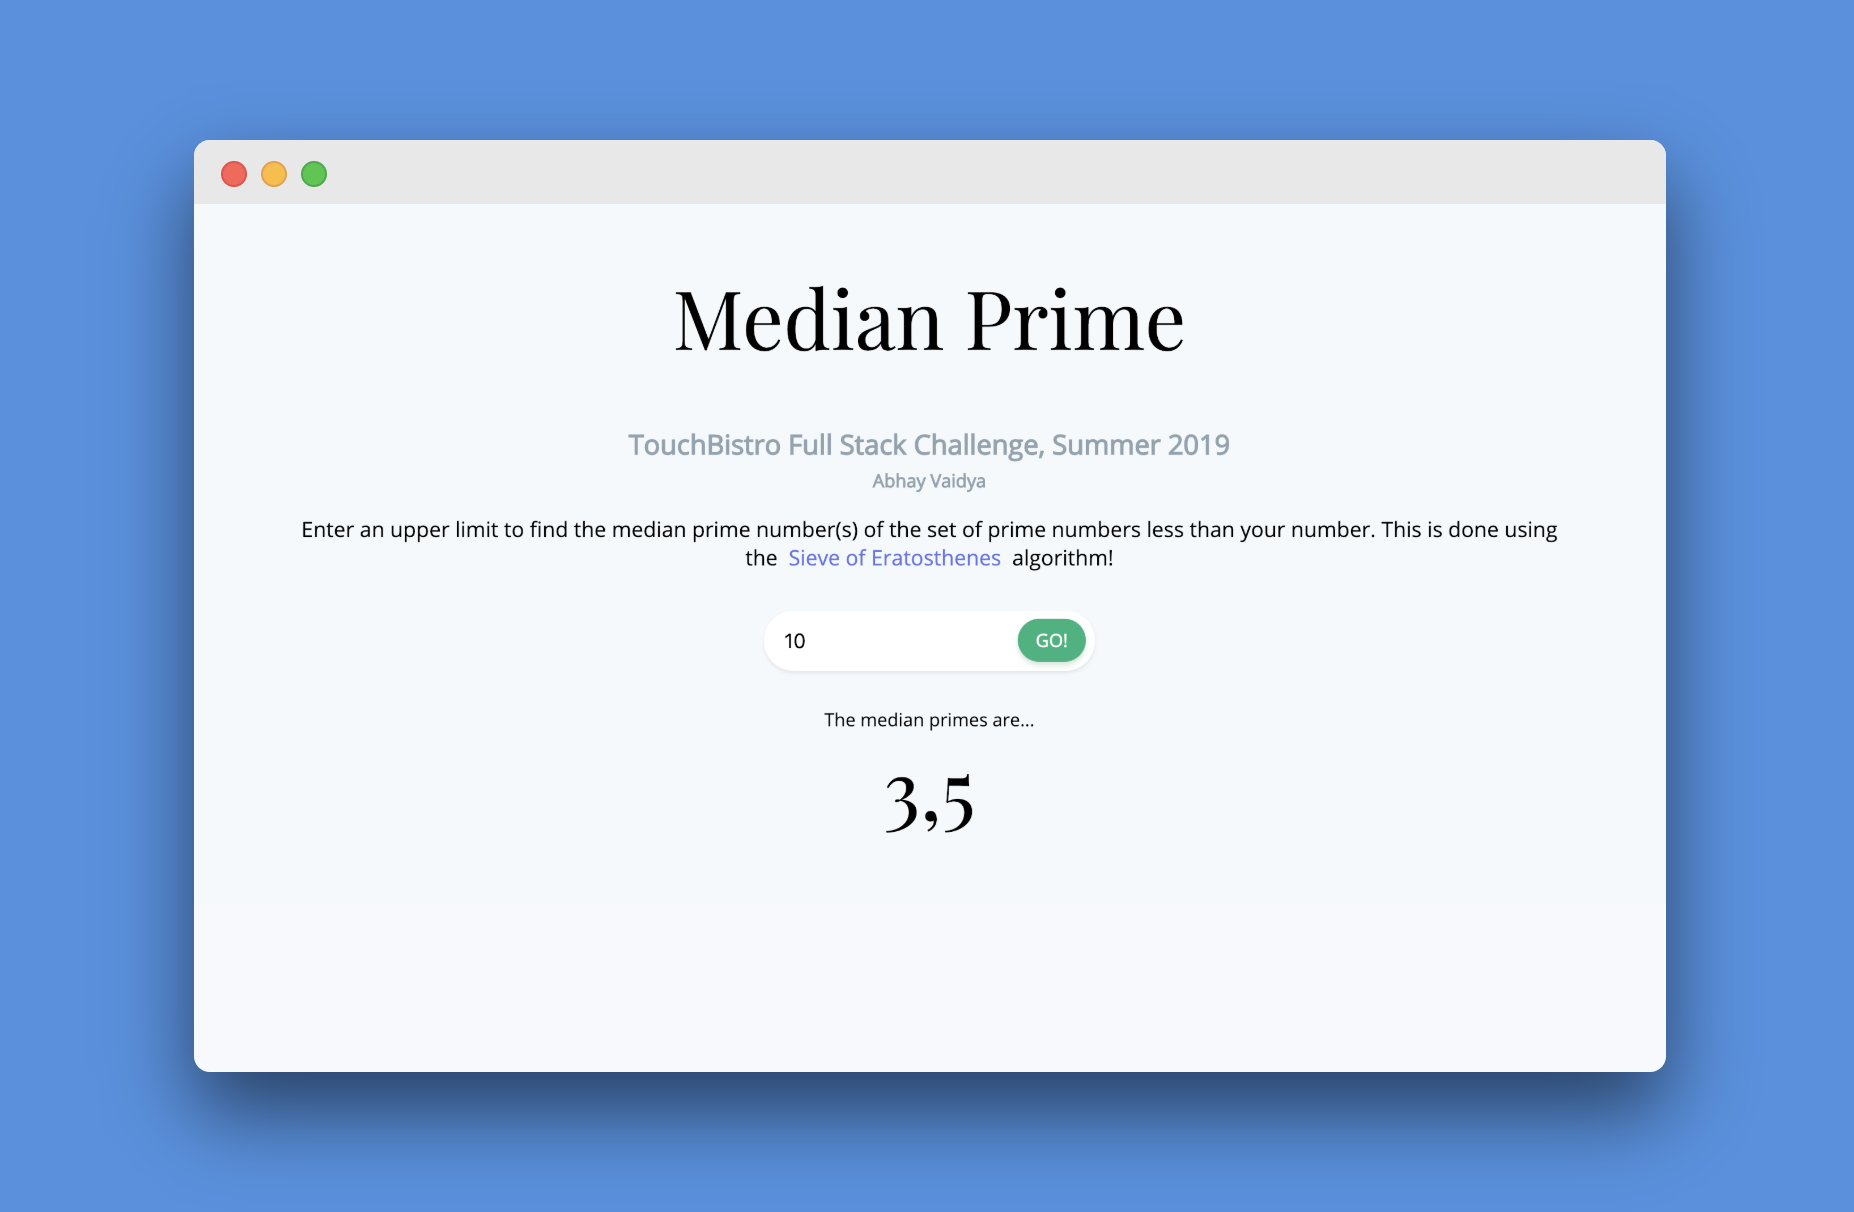 Median Prime
TouchBistro Full Stack Challenge, Summer 2019
Abhay Vaidya
Enter an upper limit to find the median prime number(s) of the set of prime numbers less than your number. This is done using
the Sieve of Eratosthenes algorithm!
10 GO!
The median primes are...
3,5